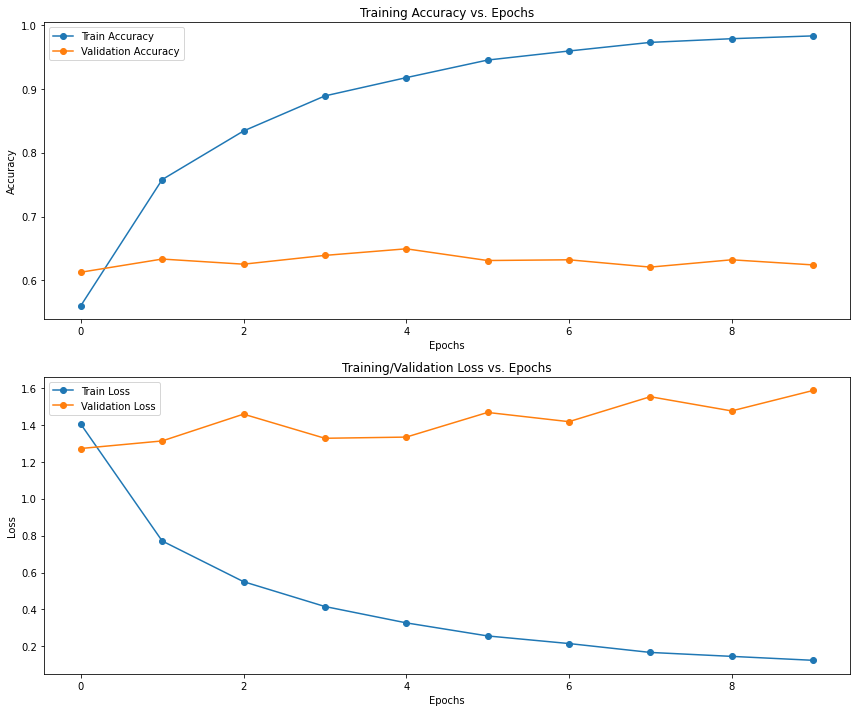 Training Accuracy vs. Epochs
1.0
0.9
0.8
0.7
0.6
Accuracy
Train Accuracy
Validation Accuracy
0 2 4 6 8
Epochs
Training/Validation Loss vs. Epochs
1.6
1.4
1.2
1.0
0.8
0.6
0.4
0.2
Loss
Train Loss
Validation Loss
0 2 4 6 8
Epochs